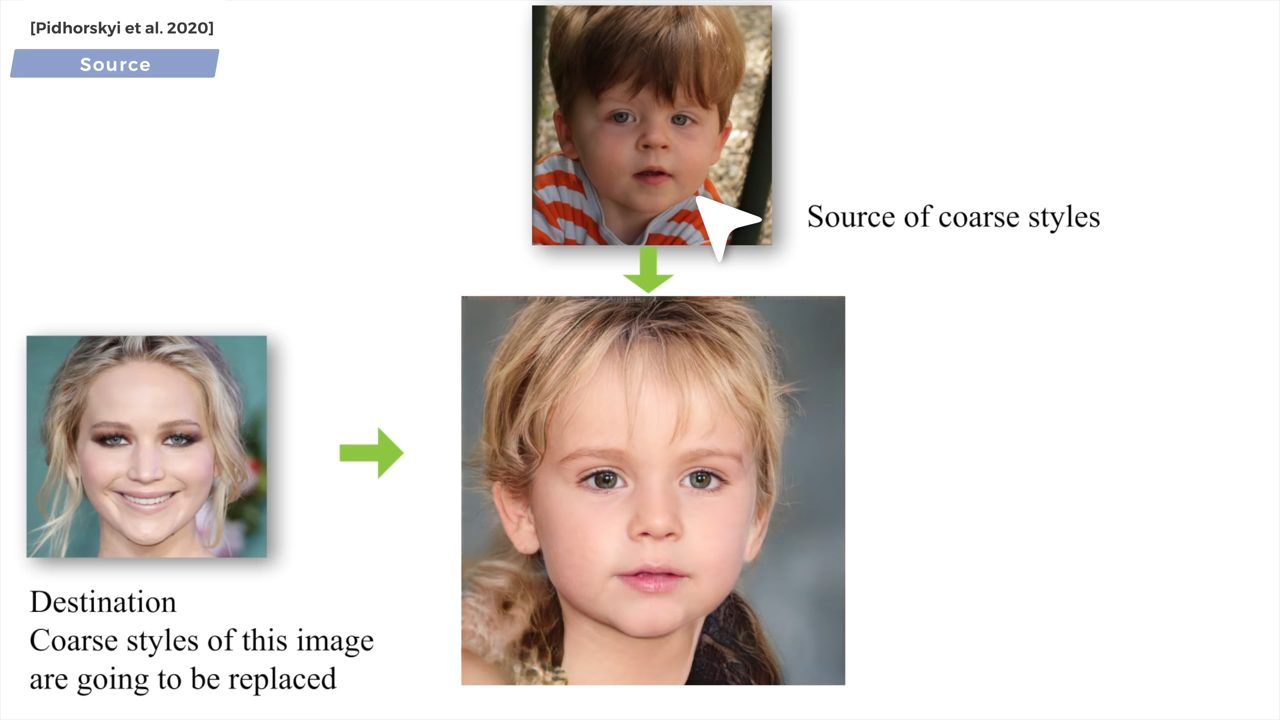 [Pidhorskyi et al. 2020]
Source
Source of coarse styles
Destination
Coarse styles of this image
are going to be replaced